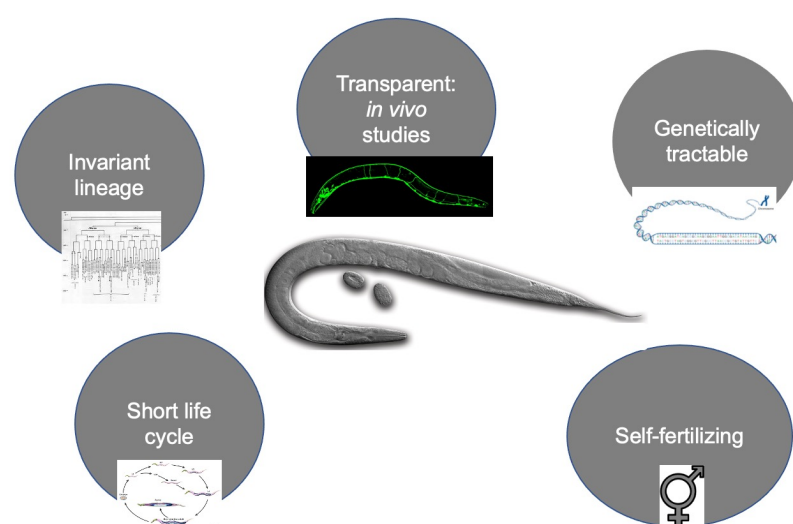 Transparent:
in vivo
studies
Genetically
tractable
Invariant
lineage
Short life
cycle
Self-fertilizing